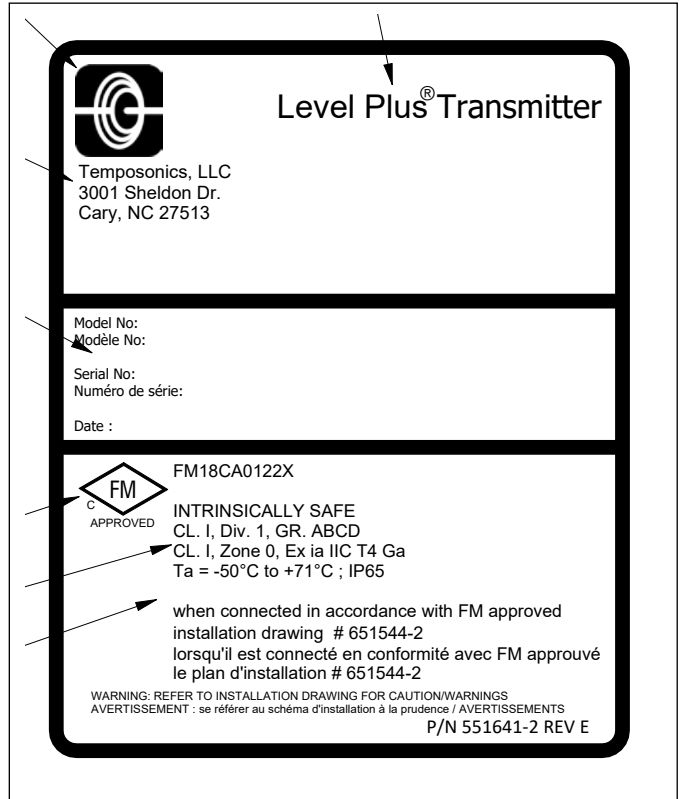 Level Plus® Transmitter
Temposonics, LLC
3001 Sheldon Dr.
Cary, NC 27513
Model No:
Modèle No:
Serial No:
Numéro de série:
Date :
FM
C
APPROVED
FM18CA0122X
INTRINSICALLY SAFE
CL. I, Div. 1, GR. ABCD
CL. I, Zone 0, Ex ia IIC T4 Ga
Ta = -50°C to +71°C ; IP65
when connected in accordance with FM approved
installation drawing # 651544-2
lorsqu'il est connecté en conformité avec FM approuvé
le plan d'installation # 651544-2
WARNING: REFER TO INSTALLATION DRAWING FOR CAUTION/WARNINGS
AVERTISSEMENT : se référer au schéma d'installation à la prudence / AVERTISSEMENTS
P/N 551641-2 REV E